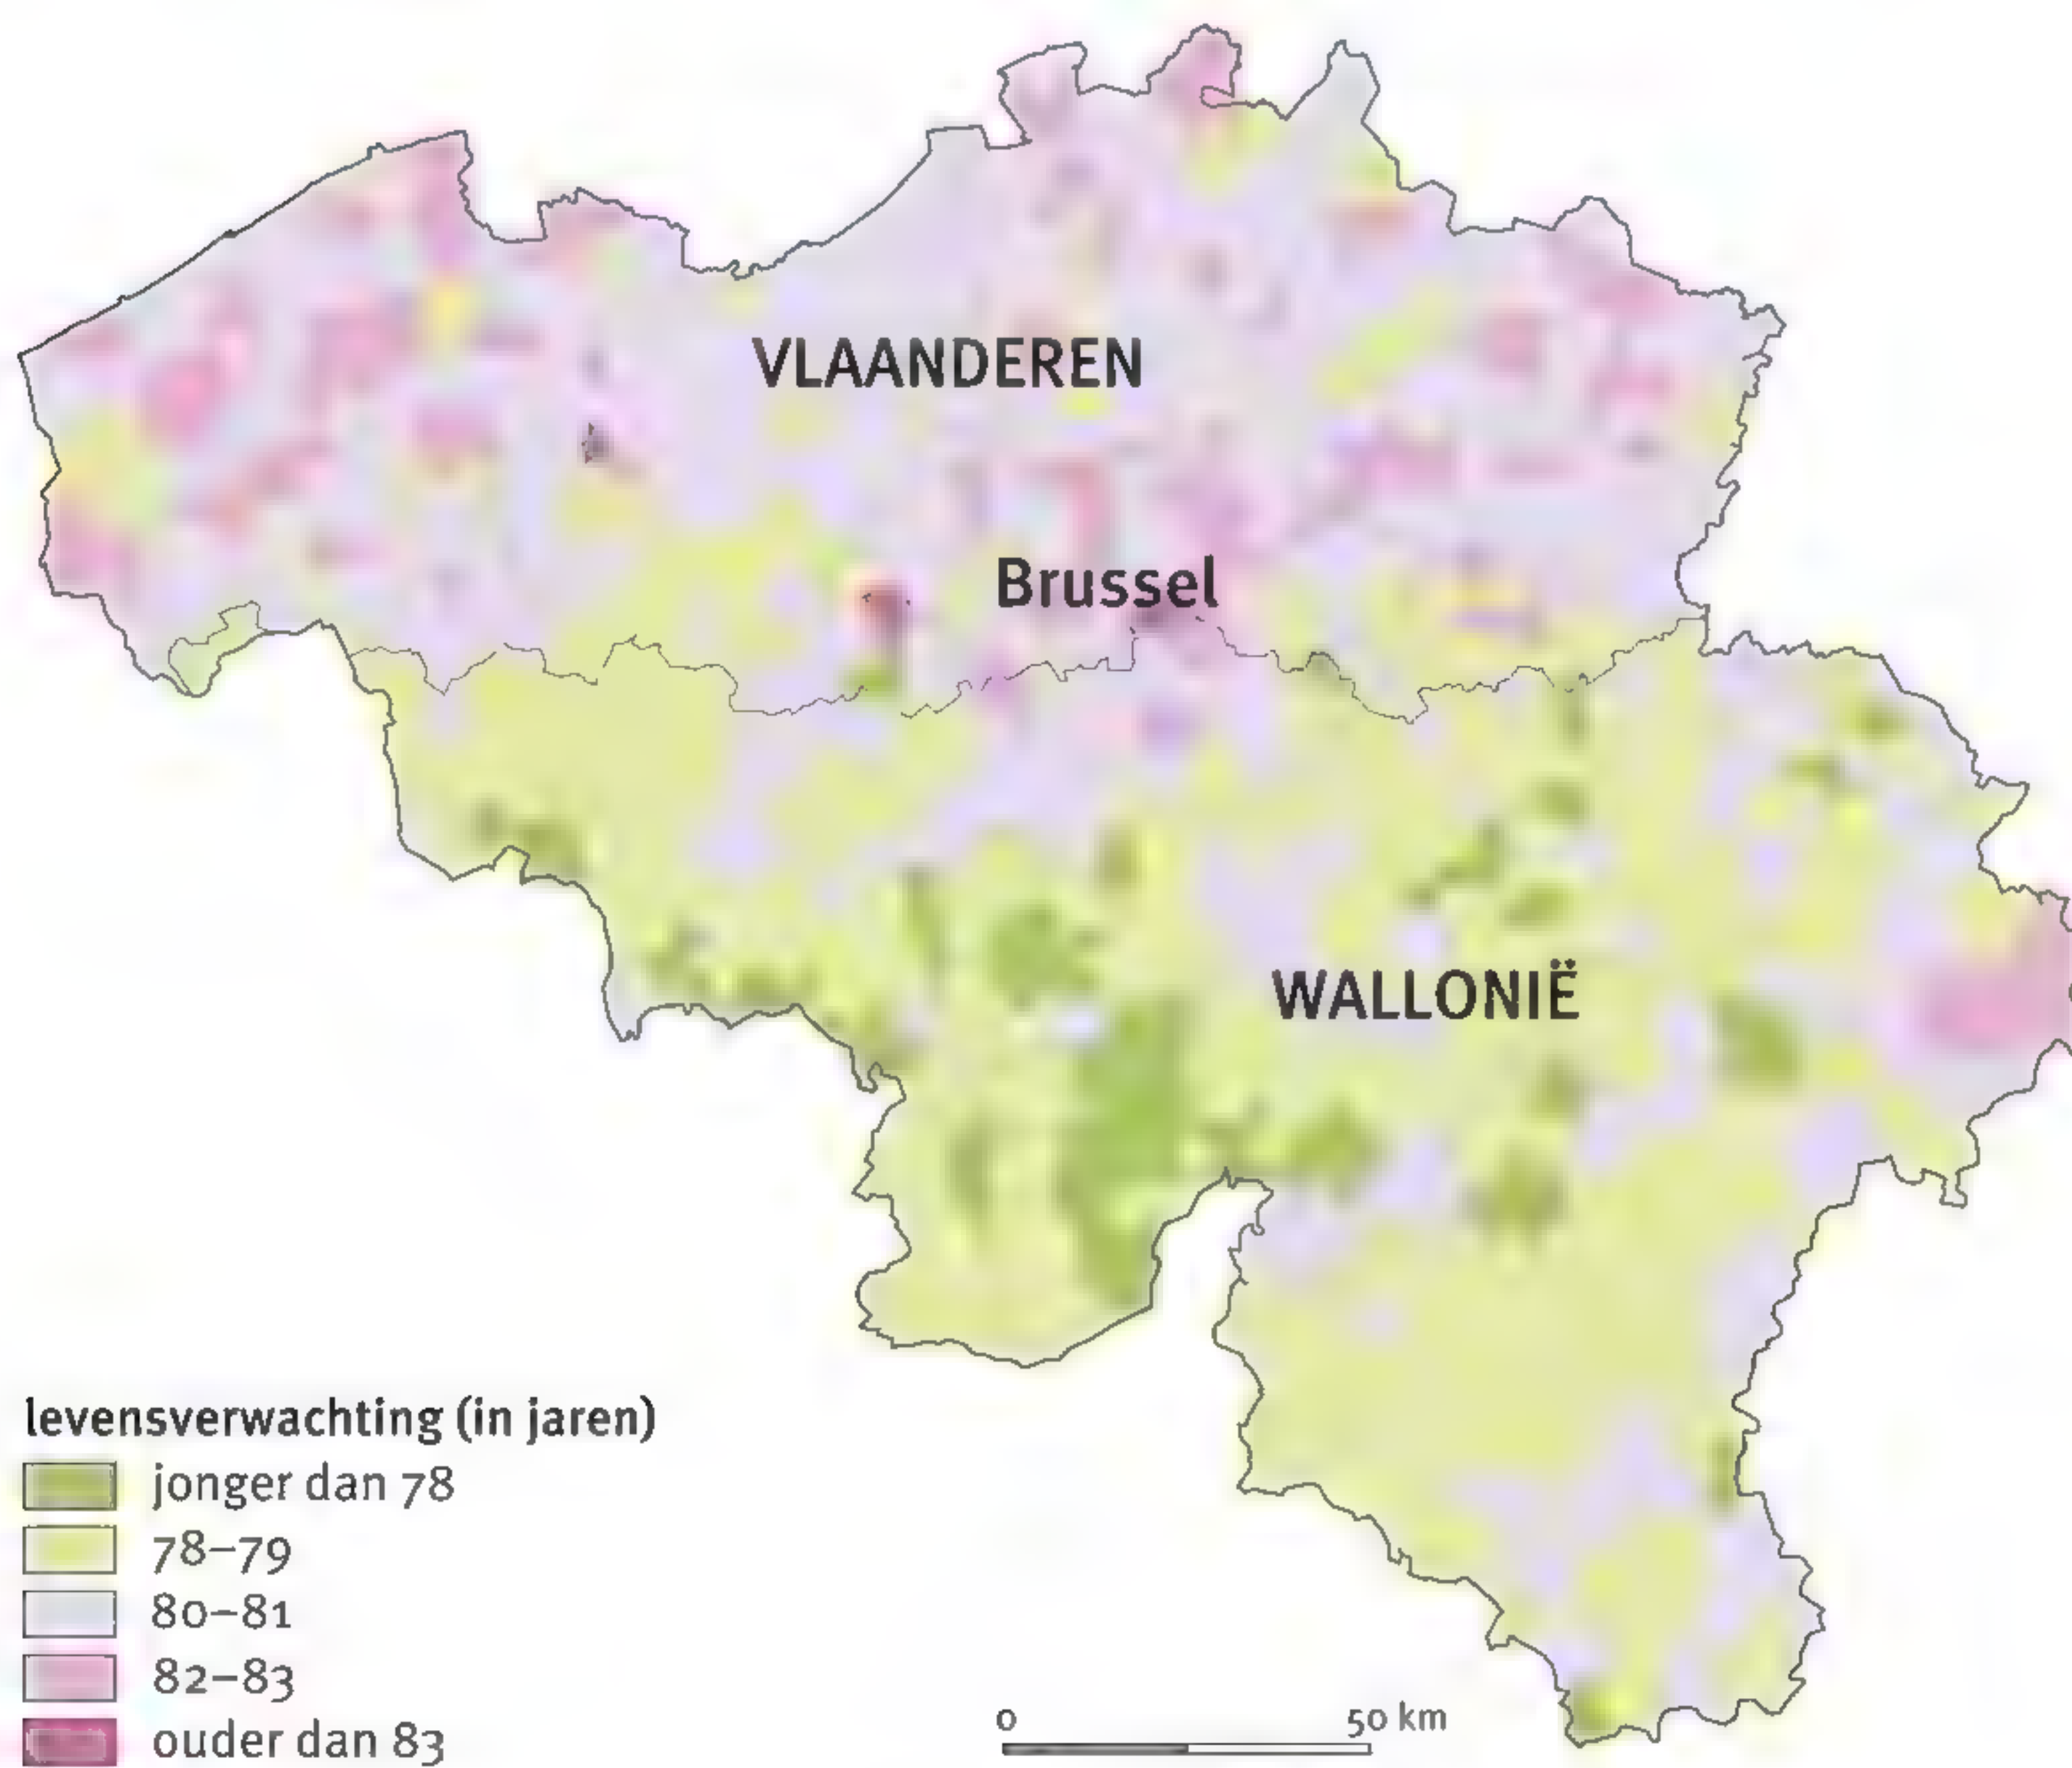 VLAANDEREN
Brussel
WALLONIË
levensverwachting (in jaren)
jonger dan 78
78–79
80–81
82–83
ouder dan 83
0 50 km